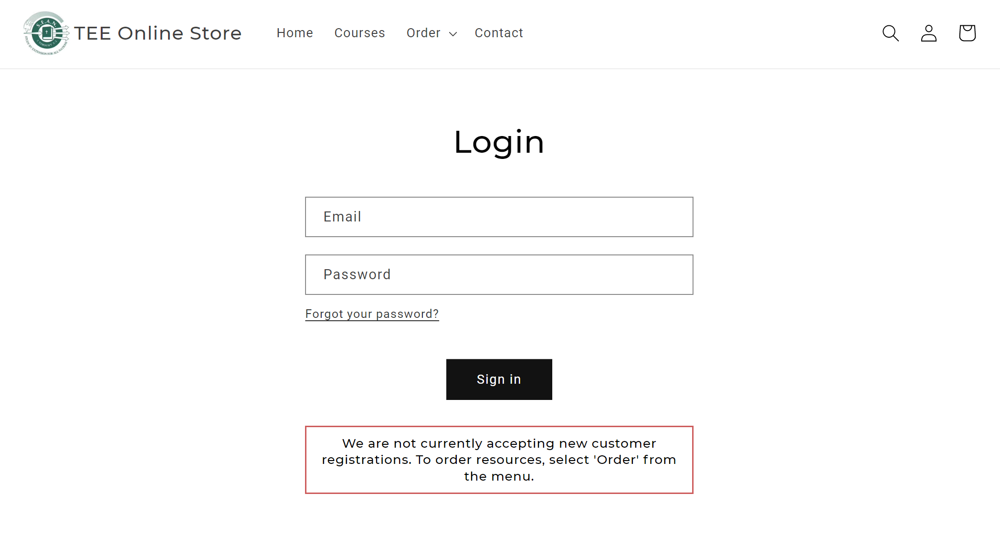 S.E.A.N.
2 TIMOTHY 2:2
STUDY BY EXTENSION FOR ALL NATIONS
TEE Online Store
Home
Courses
Order
Contact
Login
Email
Password
Forgot your password?
Sign in
We are not currently accepting new customer
registrations. To order resources, select 'Order' from
the menu.